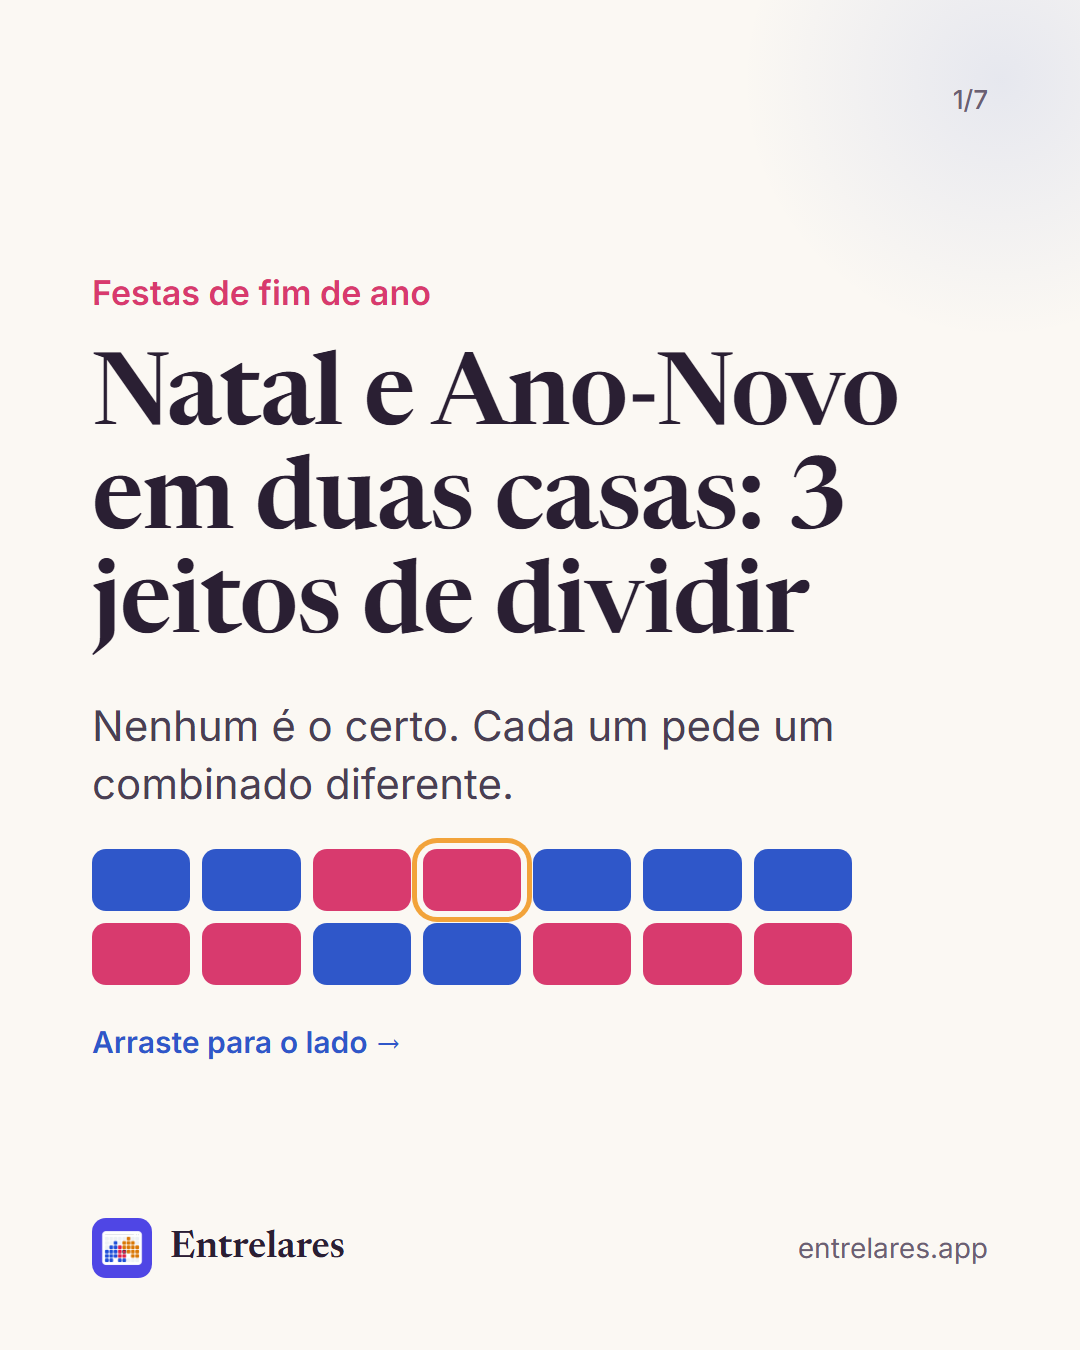 1/7
Festas de fim de ano
Natal e Ano-Novo
em duas casas: 3
jeitos de dividir
Nenhum é o certo. Cada um pede um
combinado diferente.
Arraste para o lado →
Entrelares
entrelares.app